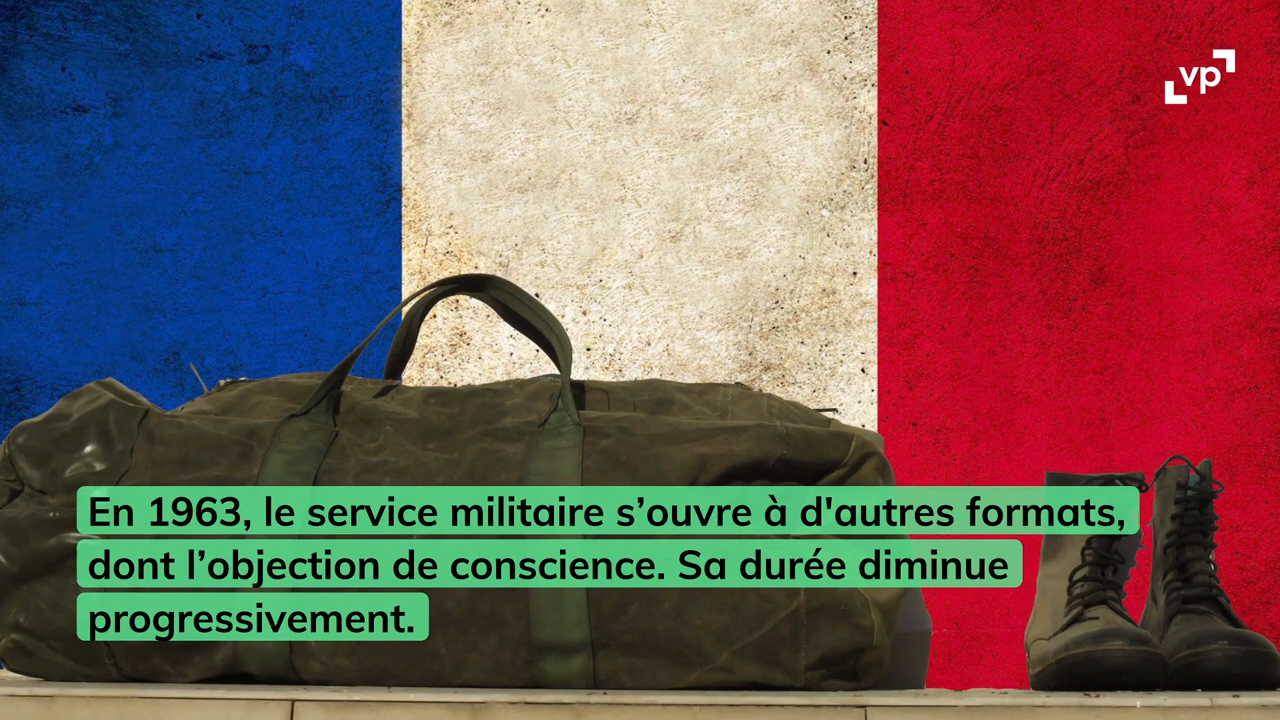 vp
En 1963, le service militaire s’ouvre à d'autres formats,
dont l’objection de conscience. Sa durée diminue
progressivement.